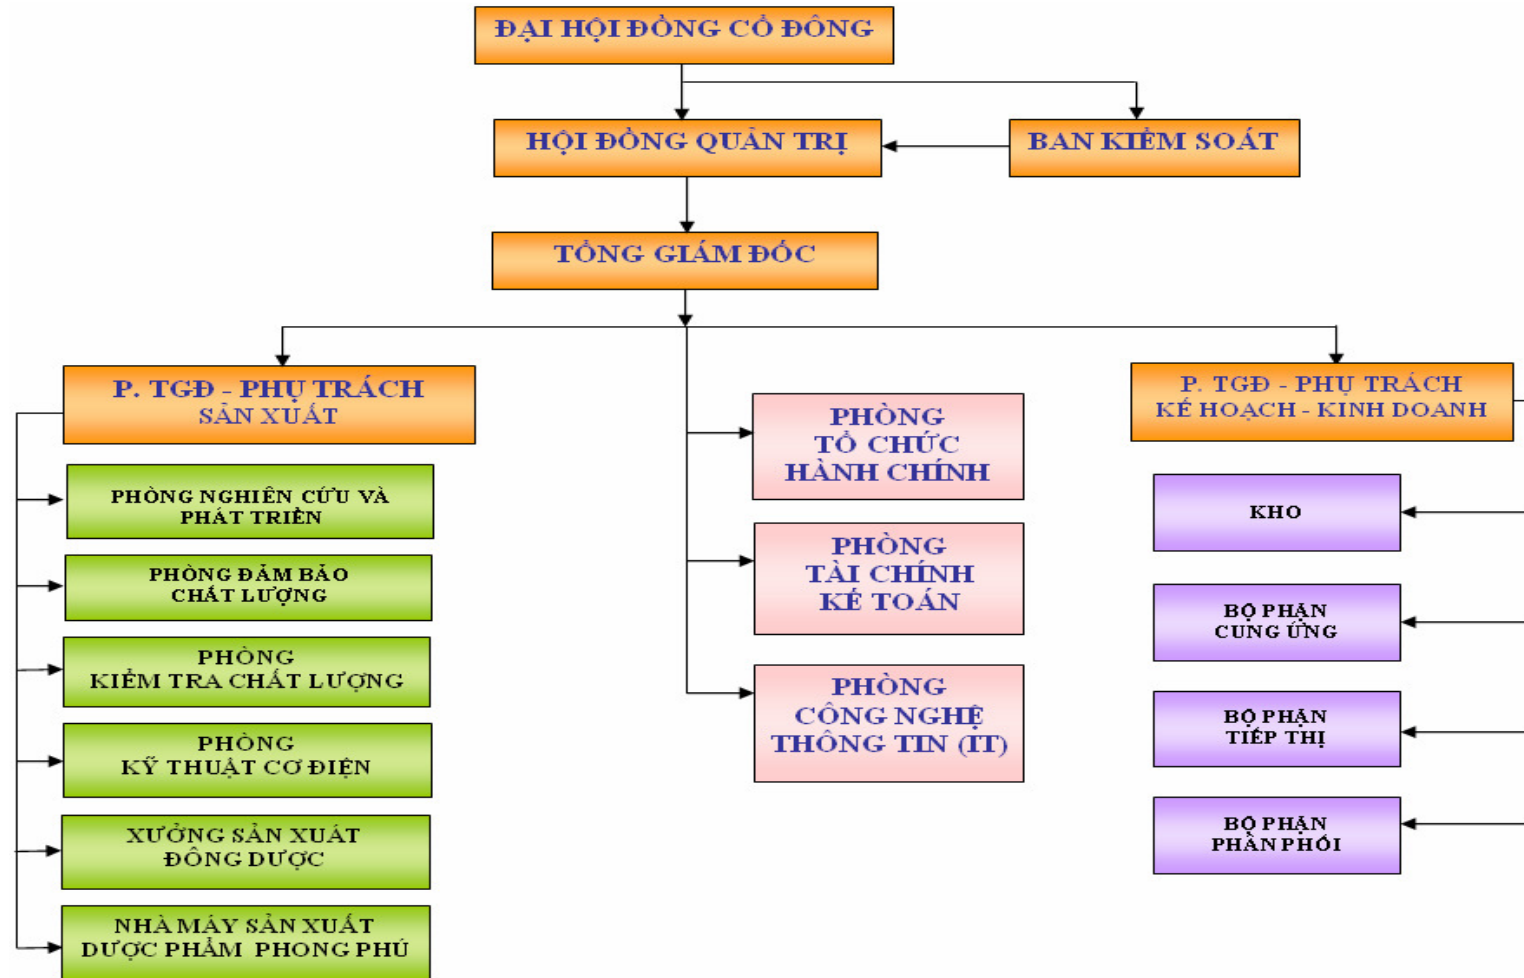 ĐẠI HỘI ĐỒNG CỔ ĐÔNG
HỘI ĐỒNG QUẢN TRỊ
BAN KIỂM SOÁT
TỔNG GIÁM ĐỐC
P. TGĐ - PHỤ TRÁCH
SẢN XUẤT
PHÒNG NGHIÊN CỨU VÀ
PHÁT TRIỂN
PHÒNG ĐẢM BẢO
CHẤT LƯỢNG
PHÒNG
KIỂM TRA CHẤT LƯỢNG
PHÒNG
KỸ THUẬT CƠ ĐIỆN
XƯỞNG SẢN XUẤT
ĐÔNG DƯỢC
NHÀ MÁY SẢN XUẤT
DƯỢC PHẨM PHONG PHÚ
PHÒNG
TỔ CHỨC
HÀNH CHÍNH
PHÒNG
TÀI CHÍNH
KẾ TOÁN
PHÒNG
CÔNG NGHỆ
THÔNG TIN (IT)
P. TGĐ - PHỤ TRÁCH
KẾ HOẠCH - KINH DOANH
KHO
BỘ PHẬN
CUNG ỨNG
BỘ PHẬN
TIẾP THỊ
BỘ PHẬN
PHÂN PHỐI